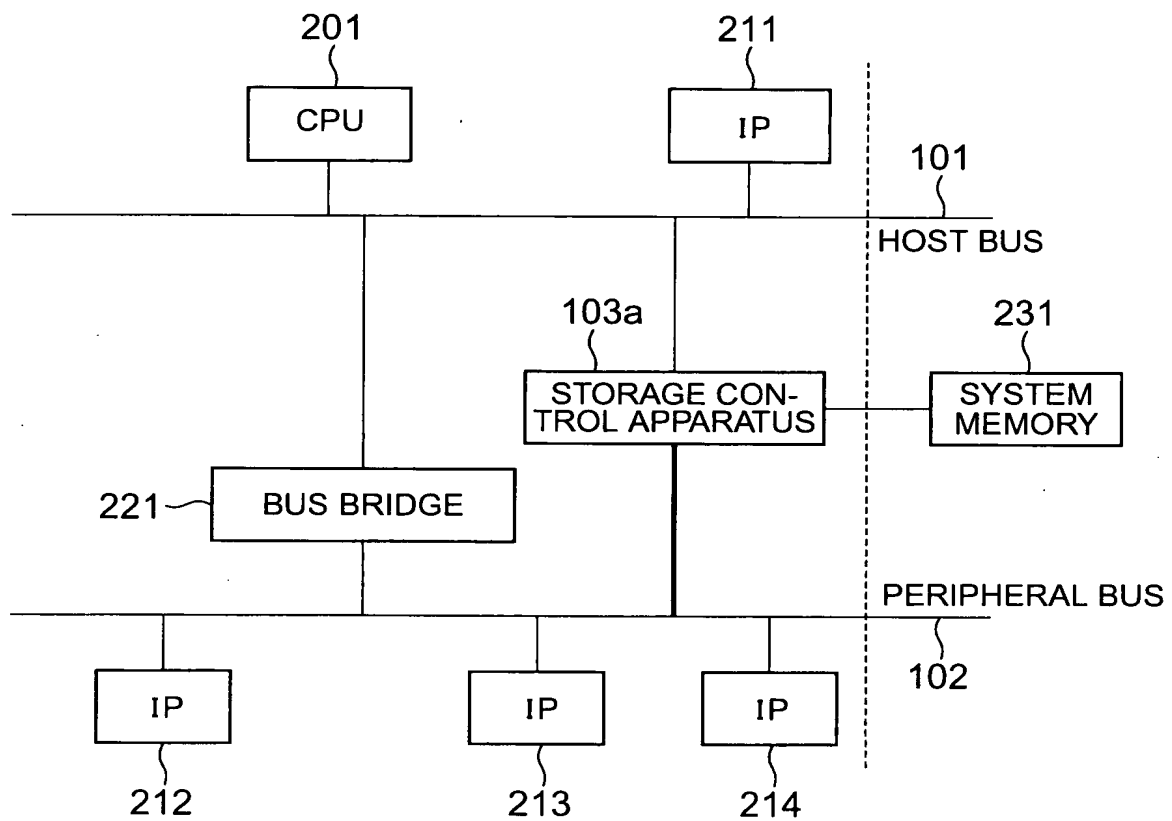 201
211
CPU
IP
101
HOST BUS
103a
231
STORAGE CON-
TROL APPARATUS
SYSTEM
MEMORY
221
BUS BRIDGE
PERIPHERAL BUS
102
IP
IP
IP
212
213
214